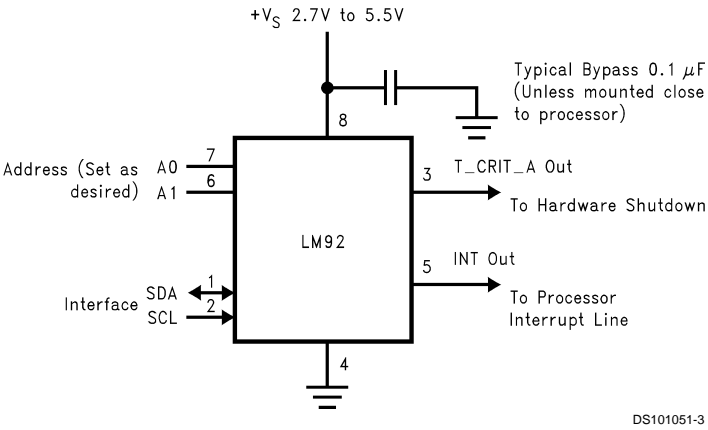 +VS 2.7V to 5.5V
Typical Bypass 0.1 μF
(Unless mounted close
to processor)
8
Address (Set as
desired)
A0
7
A1
6
3
T_CRIT_A Out
To Hardware Shutdown
LM92
5
INT Out
To Processor
Interrupt Line
Interface
SDA
1
SCL
2
4
DS101051-3